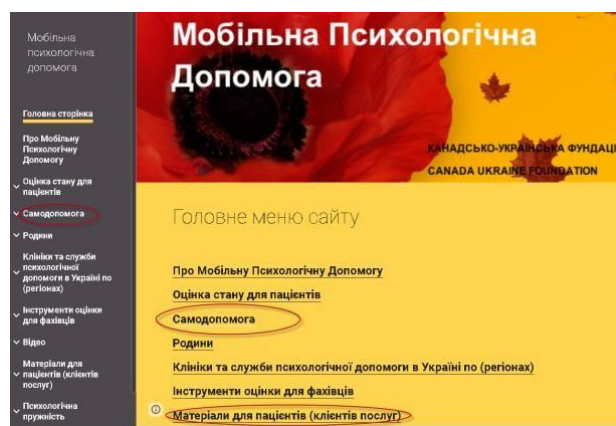 Мобільна
психологічна
допомога
Головна сторінка
Про Мобільну
Психологічну
Допомогу
Оцінка стану для
пацієнтів
Самодопомога
Родини
Клініки та служби
психологічної
допомоги в Україні по
(регіонах)
Інструменти оцінки
для фахівців
Відео
Матеріали для
пацієнтів (клієнтів
послуг)
Психологічна
пружність
Мобільна Психологічна
Допомога
КАНАДСЬКО-УКРАЇНСЬКА ФУНДАЦІ
CANADA UKRAINE FOUNDATION
Головне меню сайту
Про Мобільну Психологічну Допомогу
Оцінка стану для пацієнтів
Самодопомога
Родини
Клініки та служби психологічної допомоги в Україні по (регіонах)
Інструменти оцінки для фахівців
Матеріали для пацієнтів (клієнтів послуг)